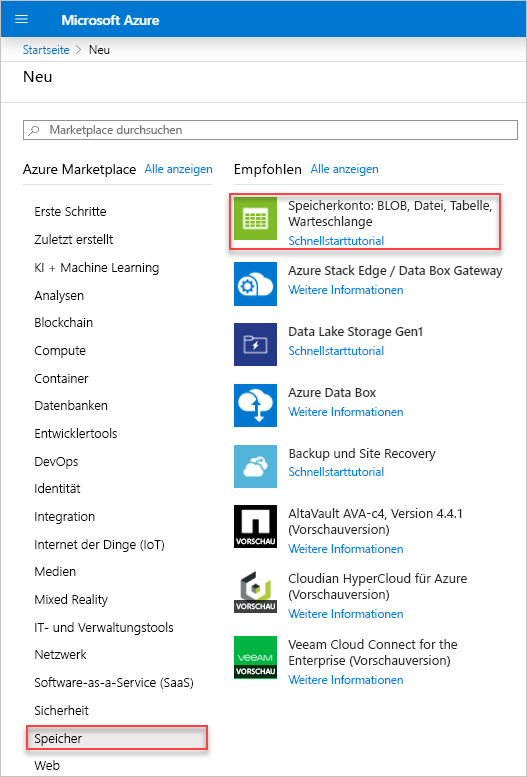 Microsoft Azure
Startseite > Neu
Neu
Marketplace durchsuchen
Azure Marketplace Alle anzeigen
Erste Schritte
Zuletzt erstellt
KI + Machine Learning
Analysen
Blockchain
Compute
Container
Datenbanken
Entwicklertools
DevOps
Identität
Integration
Internet der Dinge (IoT)
Medien
Mixed Reality
IT- und Verwaltungstools
Netzwerk
Software-as-a-Service (SaaS)
Sicherheit
Speicher
Web
Empfohlen Alle anzeigen
Speicherkonto: BLOB, Datei, Tabelle,
Warteschlange
Schnellstarttutorial
Azure Stack Edge / Data Box Gateway
Weitere Informationen
Data Lake Storage Gen1
Schnellstarttutorial
Azure Data Box
Weitere Informationen
Backup und Site Recovery
Schnellstarttutorial
VORSCHAU
AltaVault AVA-c4, Version 4.4.1
(Vorschauversion)
Weitere Informationen
VORSCHAU
Cloudian HyperCloud für Azure
(Vorschauversion)
Weitere Informationen
veeam
VORSCHAU
Veeam Cloud Connect for the
Enterprise (Vorschauversion)
Weitere Informationen